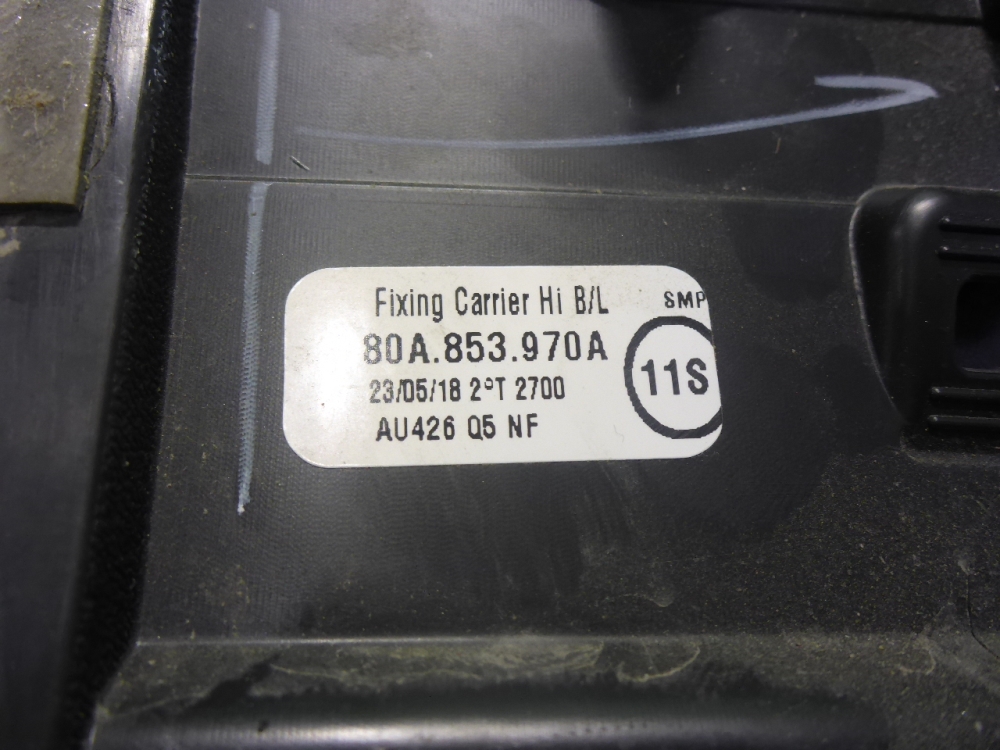 Fixing Carrier Hi B/L SMP
80A.853.970A
11S
23/05/18 2°T 2700
AU426 Q5 NF